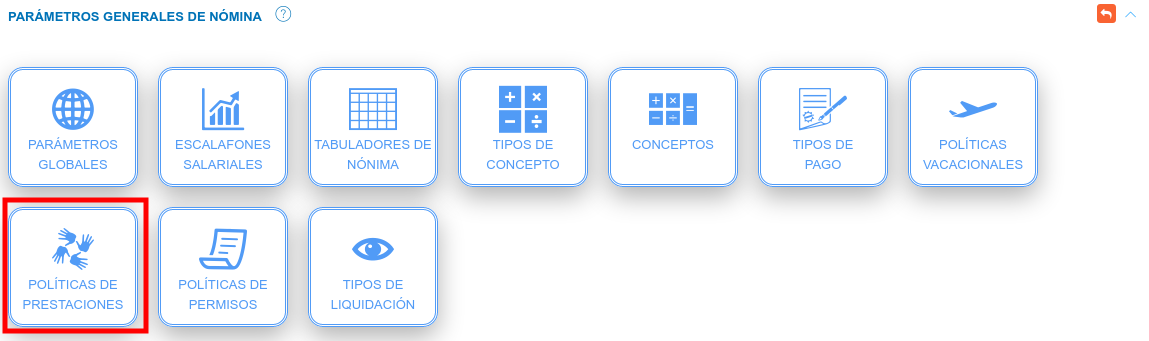 PARÁMETROS GENERALES DE NÓMINA ?
PARÁMETROS
GLOBALES
ESCALAFONES
SALARIALES
TABULADORES DE
NÓNIMA
TIPOS DE
CONCEPTO
CONCEPTOS
TIPOS DE
PAGO
POLÍTICAS
VACACIONALES
POLÍTICAS DE
PRESTACIONES
POLÍTICAS DE
PERMISOS
TIPOS DE
LIQUIDACIÓN